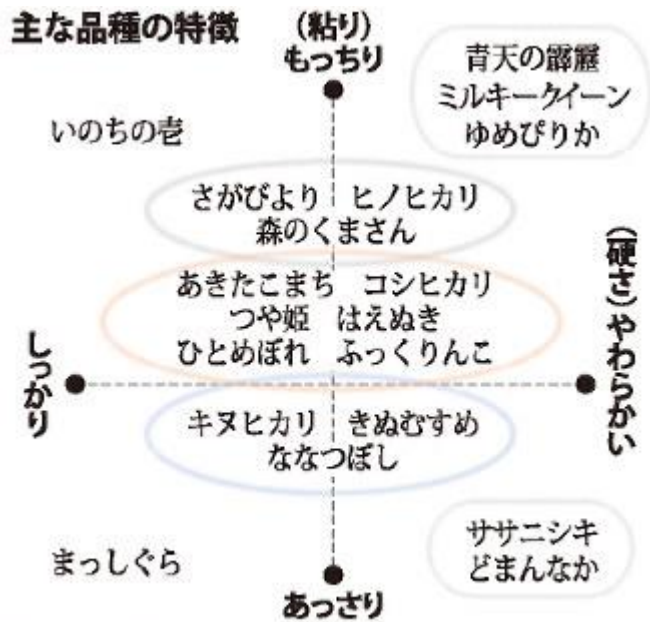 主な品種の特徴
(粘り)
もっちり
青天の霹靂
ミルキークイーン
ゆめぴりか
いのちの壱
さがびより ヒノヒカリ
森のくまさん
あきたこまち コシヒカリ
つや姫 はえぬき
ひとめぼれ ふっくりんこ
しっかり
(硬さ)やわらかい
キヌヒカリ きぬむすめ
ななつぼし
まっしぐら
ササニシキ
どまんなか
あっさり